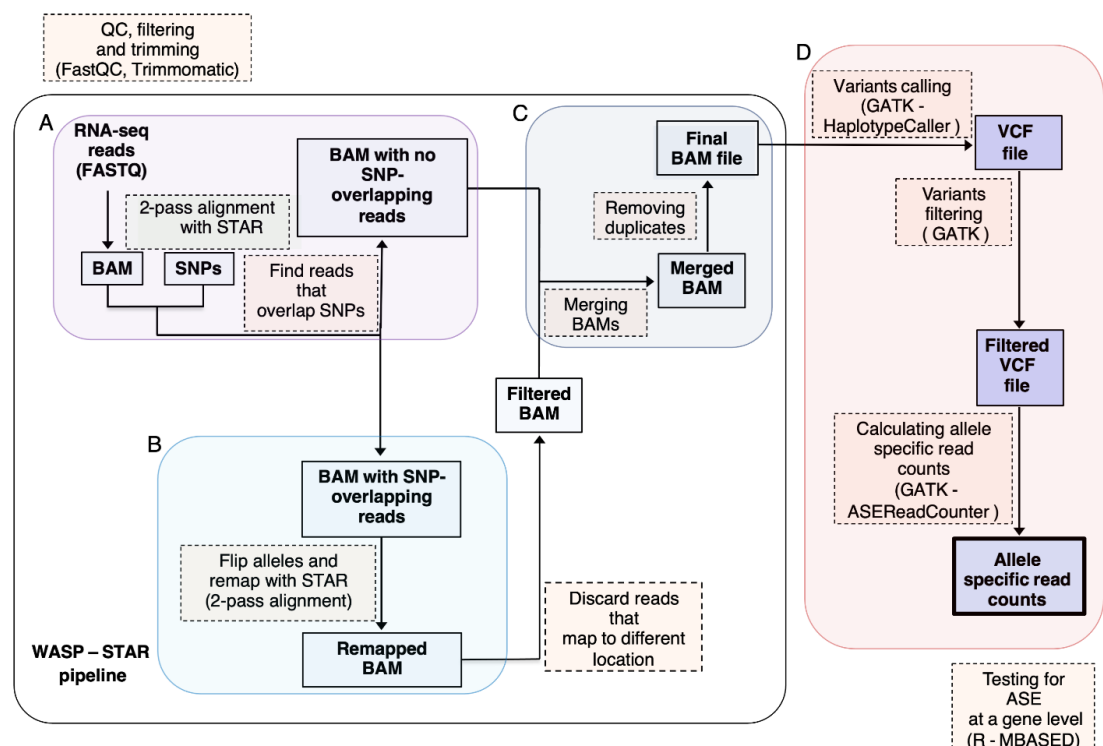 QC, filtering
and trimming
(FastQC, Trimmomatic)
A
RNA-seq
reads
(FASTQ)
2-pass alignment
with STAR
BAM
SNPs
BAM with no
SNP-
overlapping
reads
Find reads
that
overlap SNPs
B
BAM with SNP-
overlapping
reads
Flip alleles and
remap with STAR
(2-pass alignment)
Remapped
BAM
Discard reads
that
map to different
location
Filtered
BAM
WASP – STAR
pipeline
C
Final
BAM file
Removing
duplicates
Merged
BAM
Merging
BAMs
D
Variants calling
(GATK -
HaplotypeCaller )
VCF
file
Variants
filtering
( GATK )
Filtered
VCF
file
Calculating allele
specific read
counts
(GATK -
ASEReadCounter )
Allele
specific read
counts
Testing for
ASE
at a gene level
(R - MBASED)